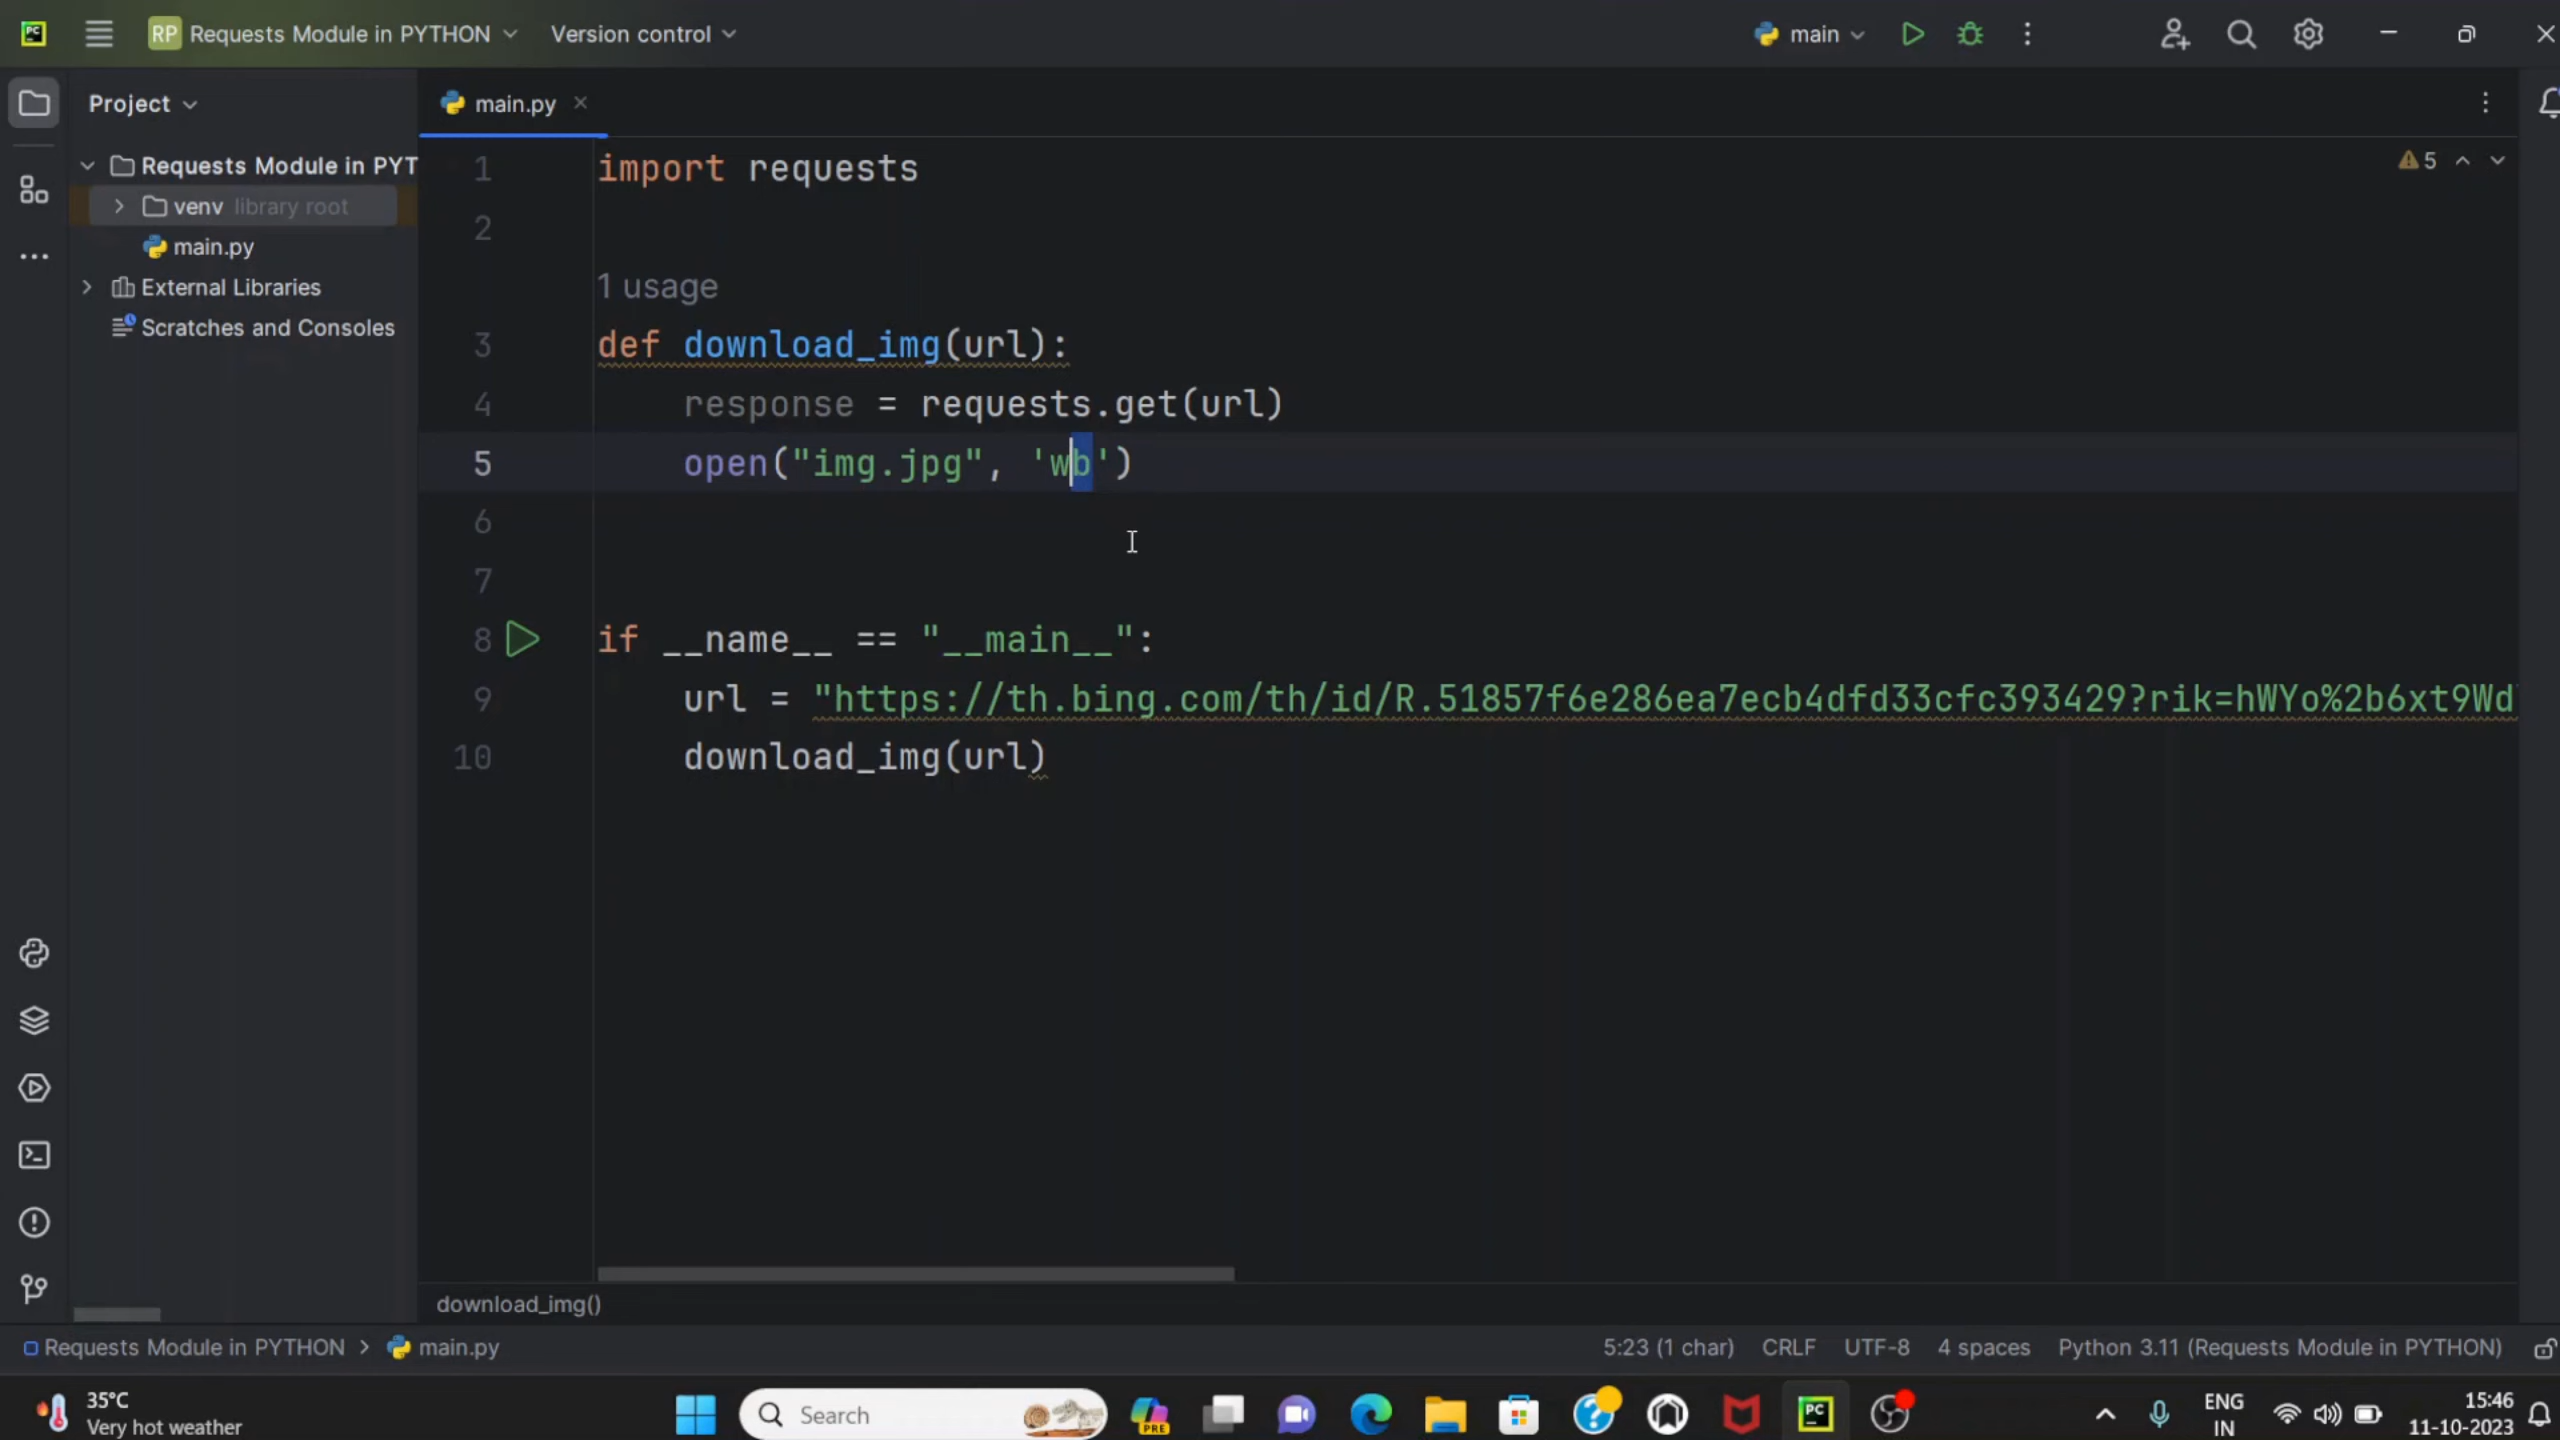 PC RP Requests Module in PYTHON Version control main
Project
main.py
Requests Module in PYT
venv library root
main.py
External Libraries
Scratches and Consoles
5
1 import requests
2
1 usage
3 def download_img(url):
4 response = requests.get(url)
5 open("img.jpg", 'wb')
6
7
8 if __name__ == "__main__":
9 url = "https://th.bing.com/th/id/R.51857f6e286ea7ecb4dfd33cfc393429?rik=hWYo%2b6xt9Wd
10 download_img(url)
download_img()
Requests Module in PYTHON > main.py 5:23 (1 char) CRLF UTF-8 4 spaces Python 3.11 (Requests Module in PYTHON)
35°C
Very hot weather
Search
PRE
PC
ENG
IN
15:46
11-10-2023